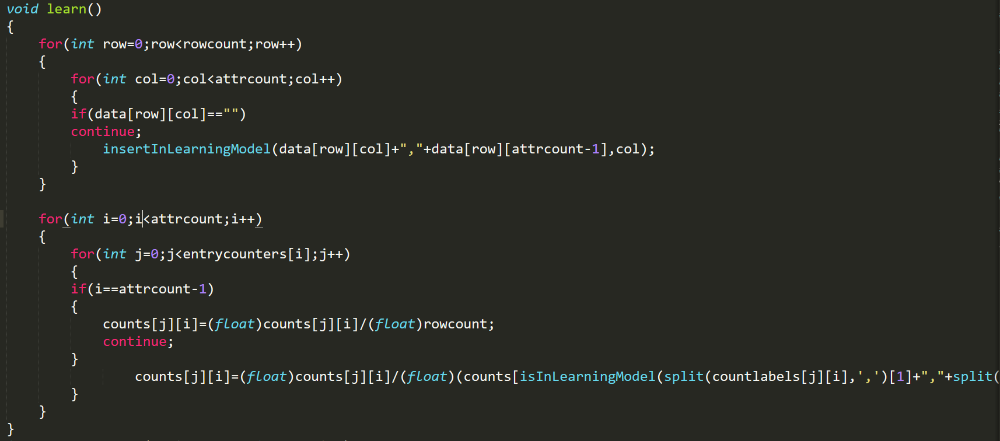 void learn()
{
    for(int row=0;row<rowcount;row++)
    {
        for(int col=0;col<attrcount;col++)
        {
        if(data[row][col]=="")
        continue;
            insertInLearningModel(data[row][col]+","+data[row][attrcount-1],col);
        }
    }

    for(int i=0;i<attrcount;i++)
    {
        for(int j=0;j<entrycounters[i];j++)
        {
        if(i==attrcount-1)
        {
            counts[j][i]=(float)counts[j][i]/(float)rowcount;
            continue;
        }
                counts[j][i]=(float)counts[j][i]/(float)(counts[isInLearningModel(split(countlabels[j][i],',')[1]+","+split(
        }
    }
}